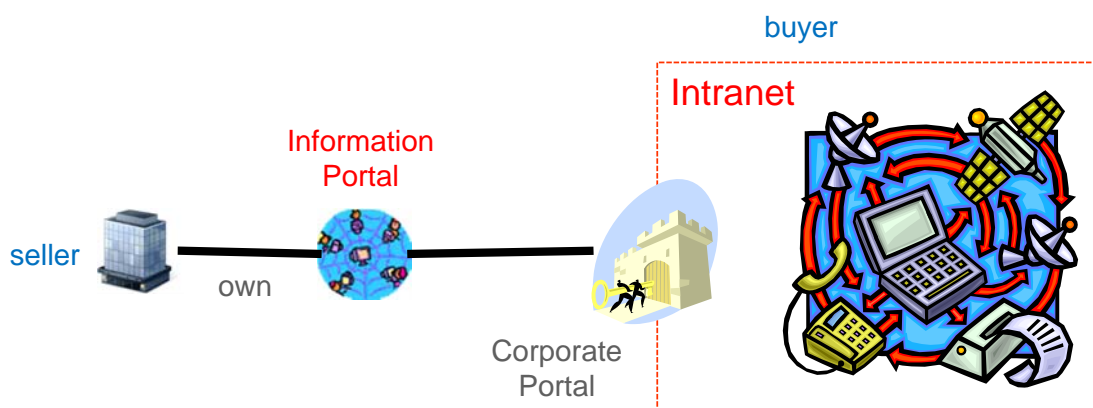 buyer
Intranet
Information
Portal
seller
own
Corporate
Portal